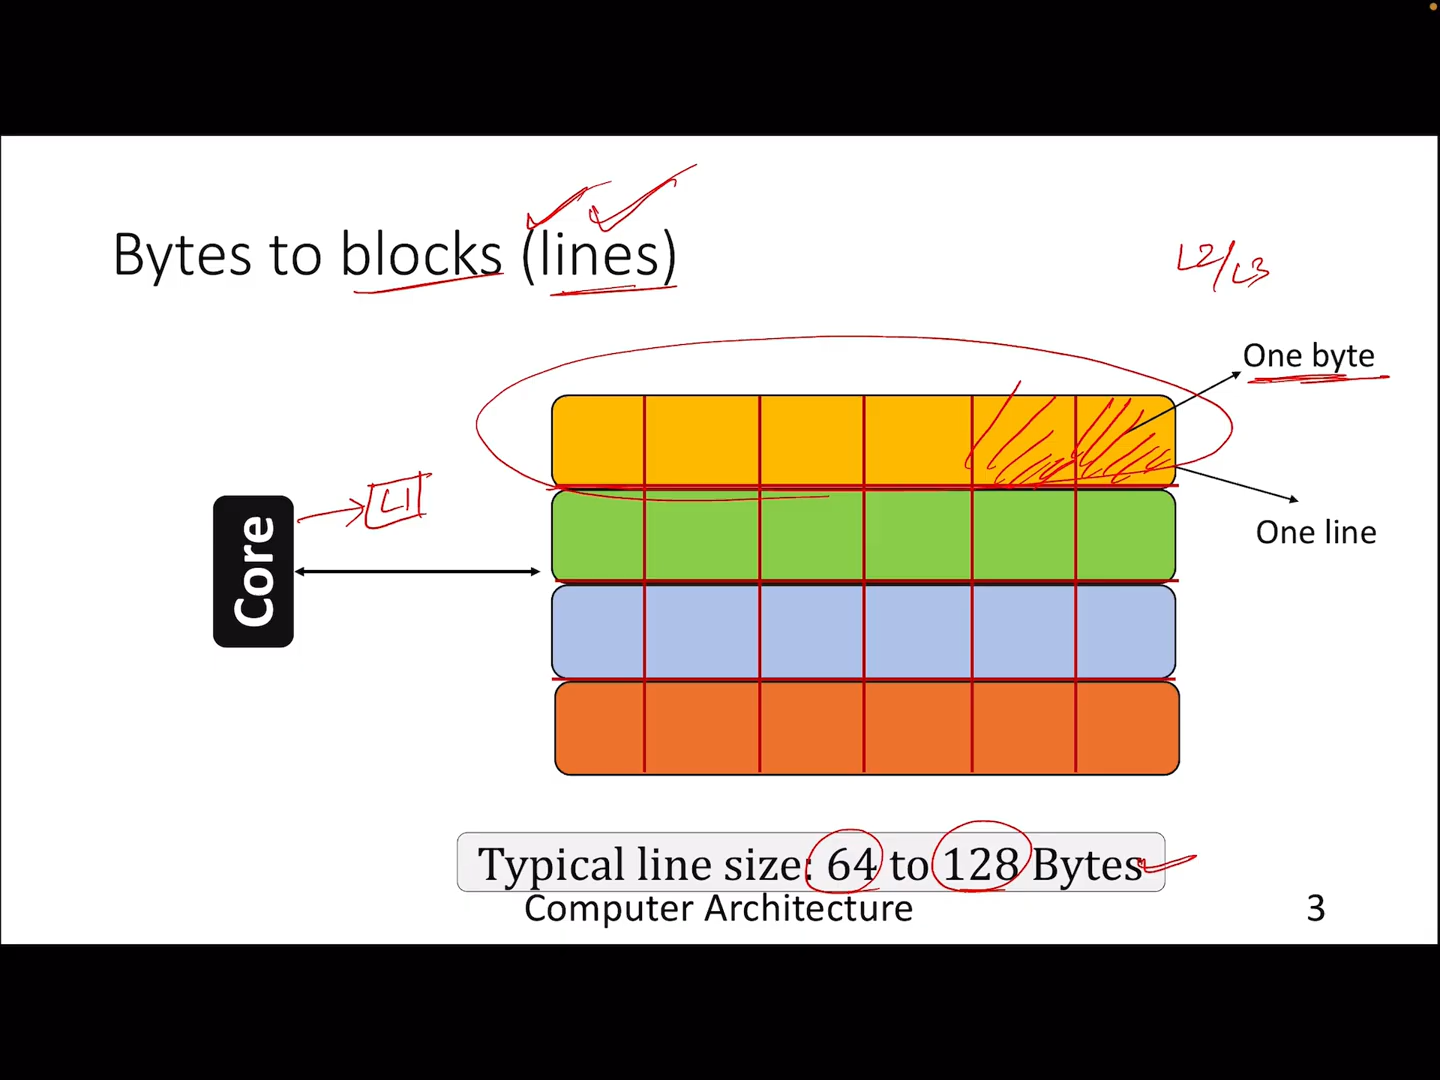 Bytes to blocks (lines)
L2/L3
One byte
L1
Core
One line
Typical line size: 64 to 128 Bytes
Computer Architecture
3